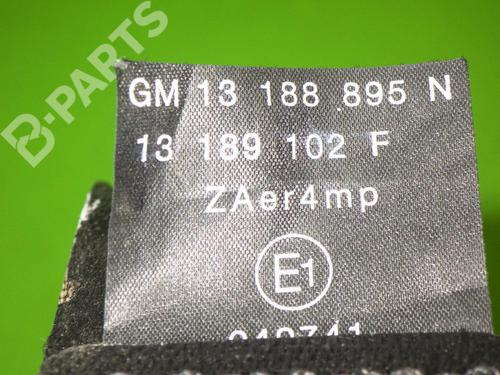 B-PARTS
GM 13 188 895 N
13 189 102 F
ZAer4mp
E1